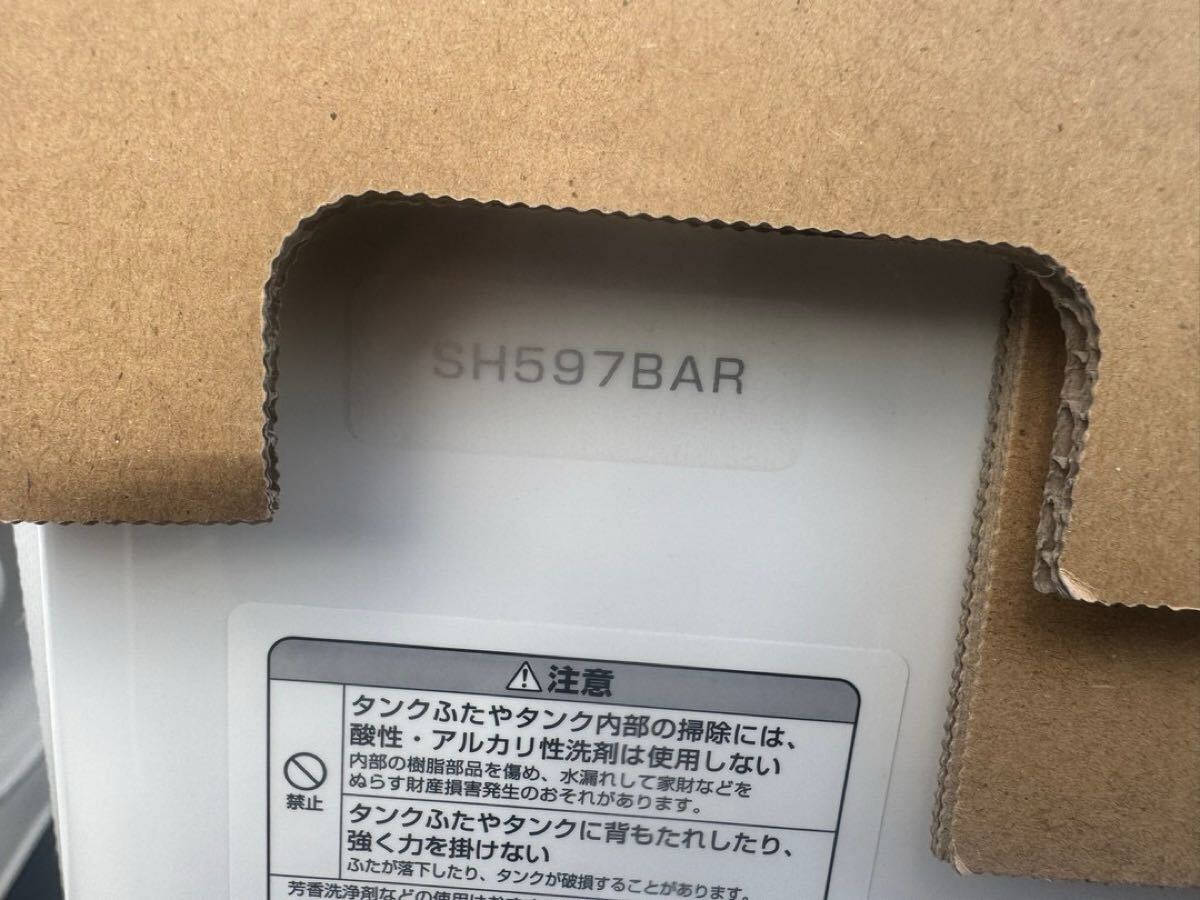 SH597BAR
⚠注意
タンクふたやタンク内部の掃除には、
酸性・アルカリ性洗剤は使用しない
内部の樹脂部品を傷め、水漏れして家財などを
ぬらす財産損害発生のおそれがあります。
禁止
タンクふたやタンクに背もたれしたり、
強く力を掛けない
ふたが落下したり、タンクが破損することがあります。
芳香洗浄剤などの使用は